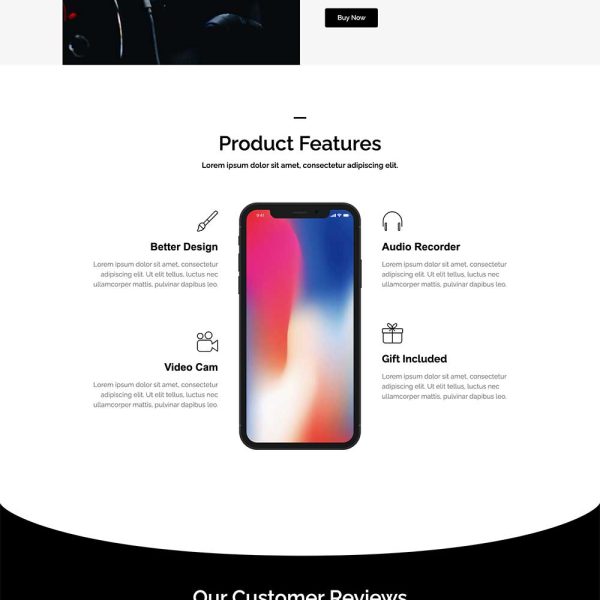 Buy Now
Product Features
Lorem ipsum dolor sit amet, consectetur adipiscing elit.
9:41
Better Design
Lorem ipsum dolor sit amet, consectetur
adipiscing elit. Ut elit tellus, luctus nec
ullamcorper mattis, pulvinar dapibus leo.
Audio Recorder
Lorem ipsum dolor sit amet, consectetur
adipiscing elit. Ut elit tellus, luctus nec
ullamcorper mattis, pulvinar dapibus leo.
Video Cam
Lorem ipsum dolor sit amet, consectetur
adipiscing elit. Ut elit tellus, luctus nec
ullamcorper mattis, pulvinar dapibus leo.
Gift Included
Lorem ipsum dolor sit amet, consectetur
adipiscing elit. Ut elit tellus, luctus nec
ullamcorper mattis, pulvinar dapibus leo.
Our Customer Reviews